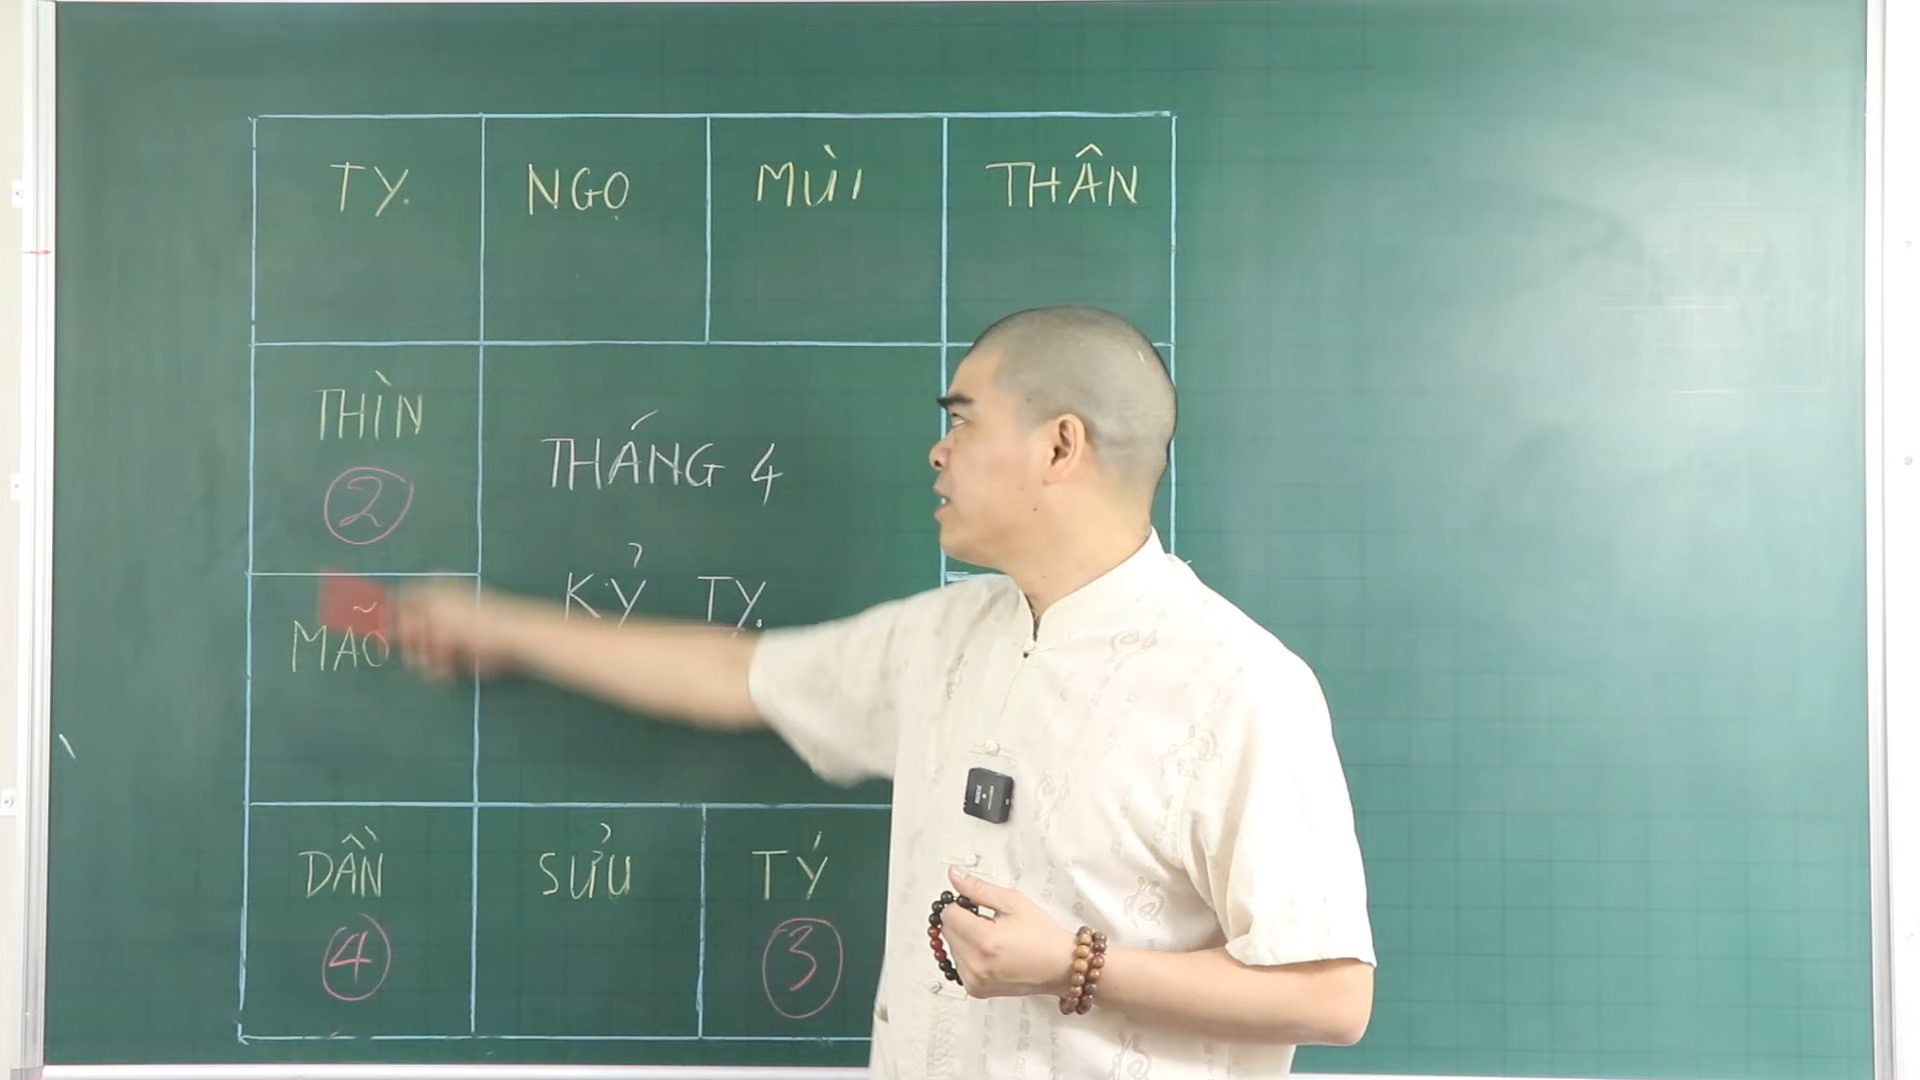 TỴ
NGỌ
MÙI
THÂN
THÌN
2
THÁNG 4
KỶ TỴ
MÃO
DẦN
4
SỬU
TÝ
3